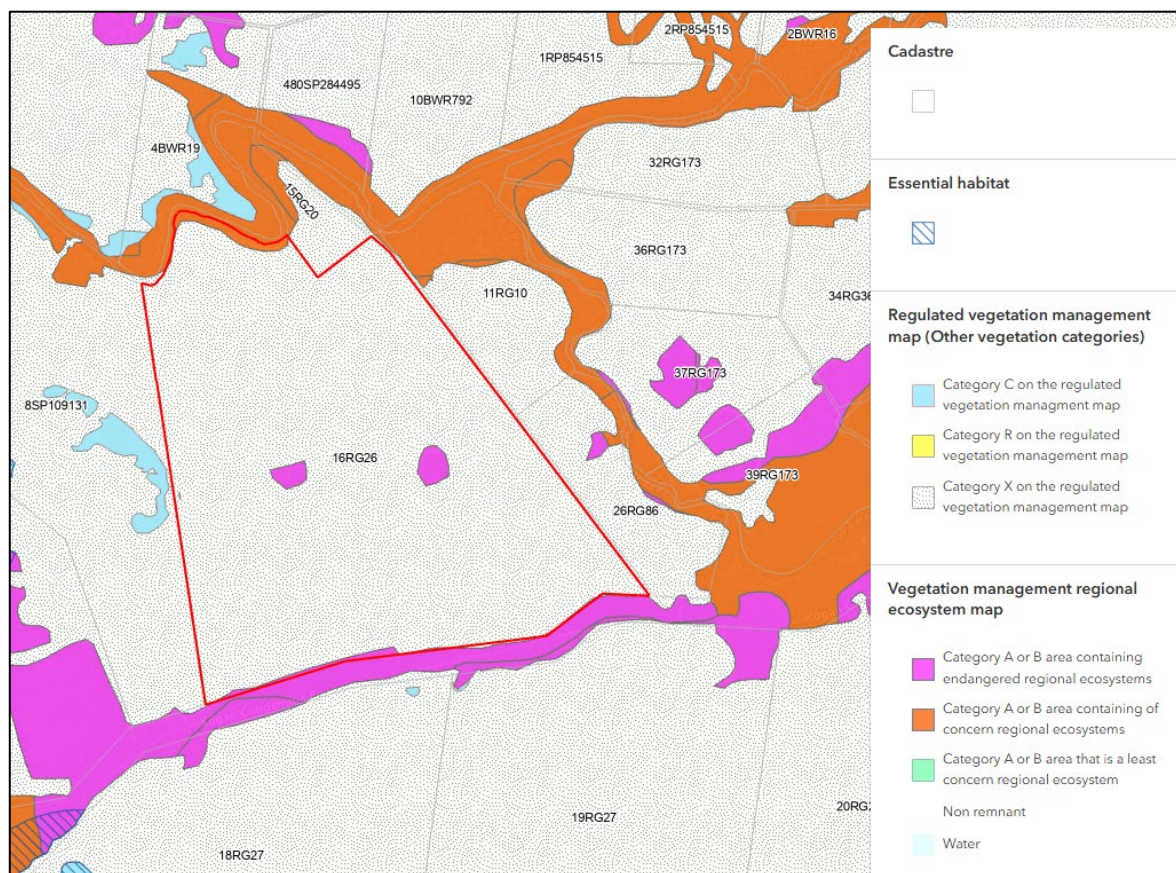 2RP854515
2BWR16
1RP854515
480SP284495
10BWR792
4BWR19
32RG173
15RG20
36RG173
11RG10
34RG36
37RG173
8SP109131
16RG26
39RG173
26RG86
19RG27
20RG2
18RG27
Cadastre
Essential habitat
Regulated vegetation management
map (Other vegetation categories)
Category C on the regulated
vegetation managment map
Category R on the regulated
vegetation management map
Category X on the regulated
vegetation management map
Vegetation management regional
ecosystem map
Category A or B area containing
endangered regional ecosystems
Category A or B area containing of
concern regional ecosystems
Category A or B area that is a least
concern regional ecosystem
Non remnant
Water